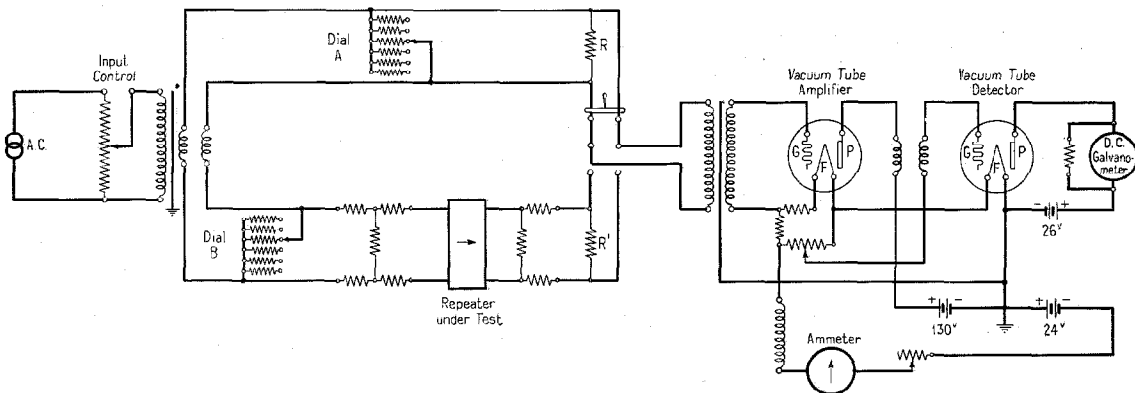 Input
Control
A.C.
Dial
A
Dial
B
R
R'
Repeater
under Test
Vacuum Tube
Amplifier
G
F
P
Vacuum Tube
Detector
G
F
P
D.C.
Galvano-
meter
- +
26v
+ -
130v
+ -
24v
Ammeter